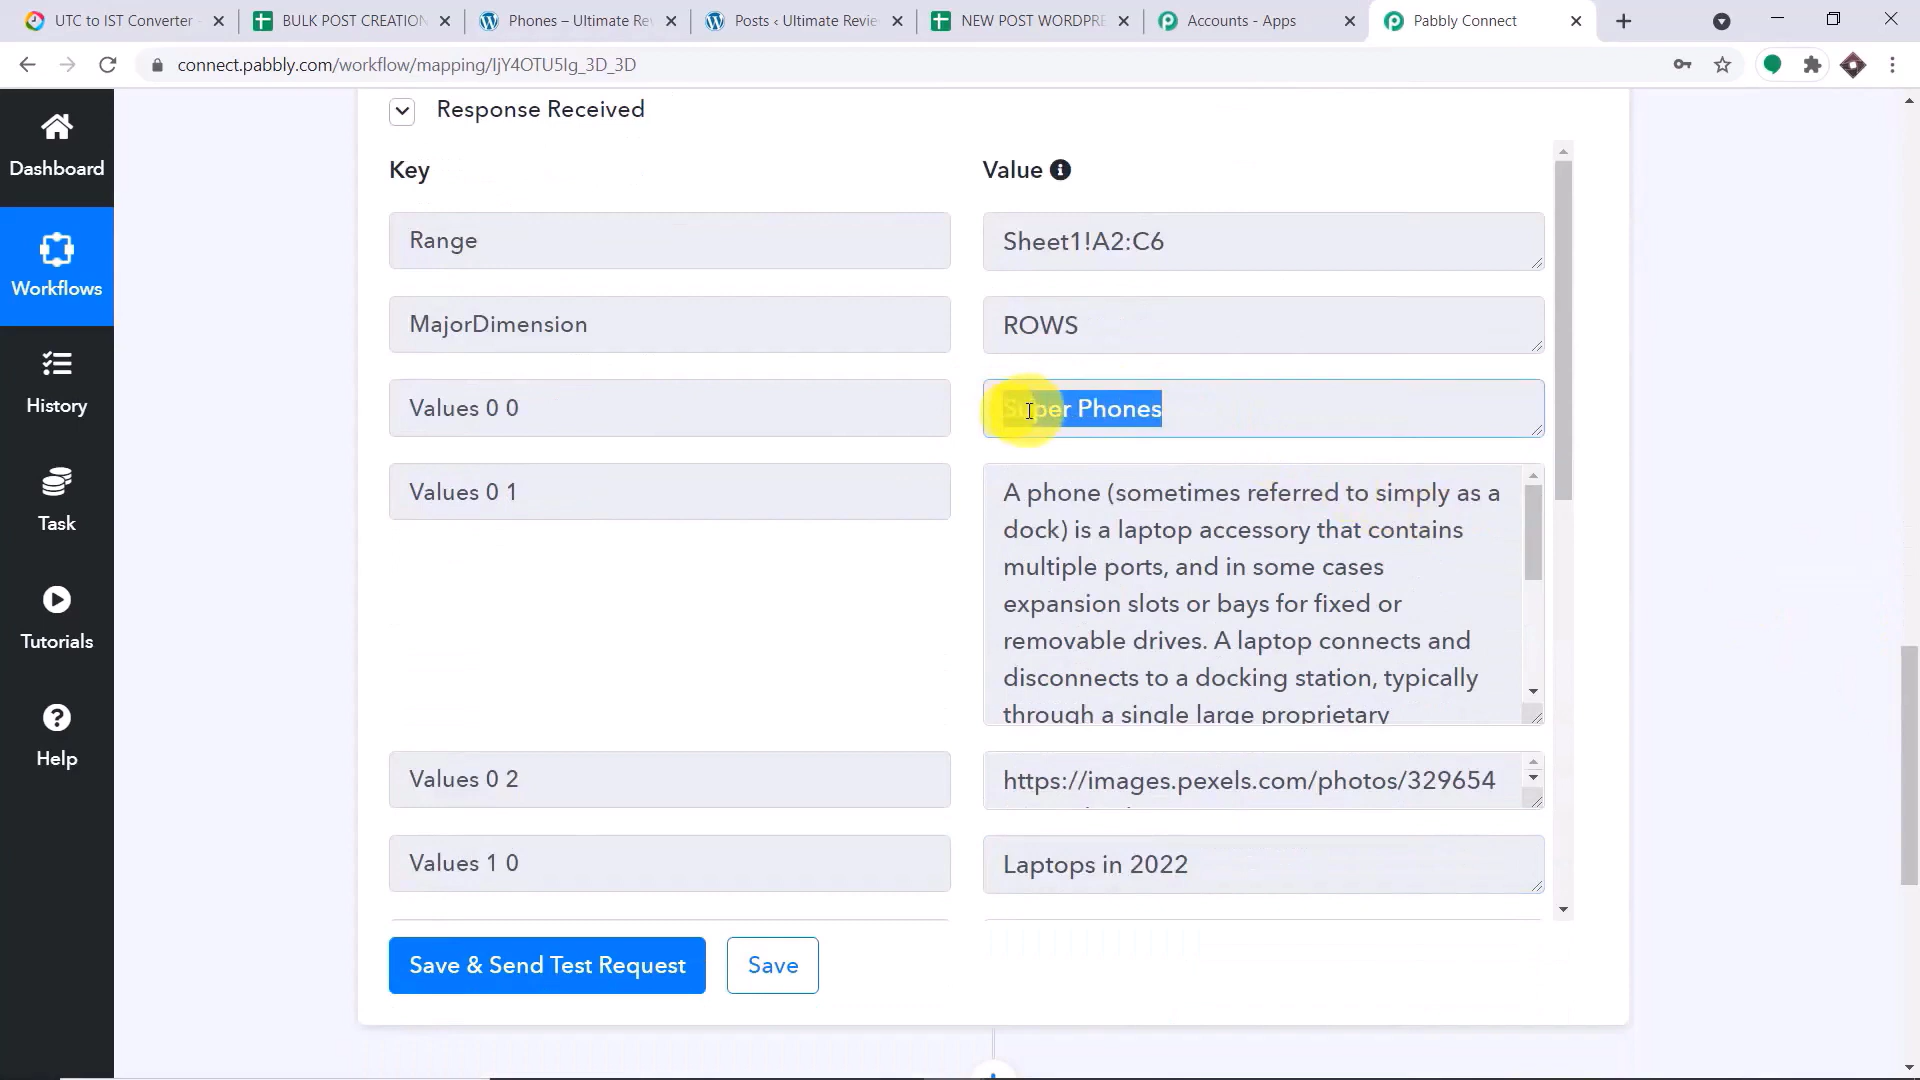 UTC to IST Converter -
BULK POST CREATION
Phones – Ultimate Re
Posts ‹ Ultimate Revie
NEW POST WORDPRE
Accounts - Apps
Pabbly Connect
connect.pabbly.com/workflow/mapping/IjY4OTU5Ig_3D_3D
Dashboard
Workflows
History
Task
Tutorials
Help
Response Received
Key
Value
Range
Sheet1!A2:C6
MajorDimension
ROWS
Values 0 0
Super Phones
Values 0 1
A phone (sometimes referred to simply as a
dock) is a laptop accessory that contains
multiple ports, and in some cases
expansion slots or bays for fixed or
removable drives. A laptop connects and
disconnects to a docking station, typically
through a single large proprietary
Values 0 2
https://images.pexels.com/photos/329654
Values 1 0
Laptops in 2022
Save & Send Test Request
Save